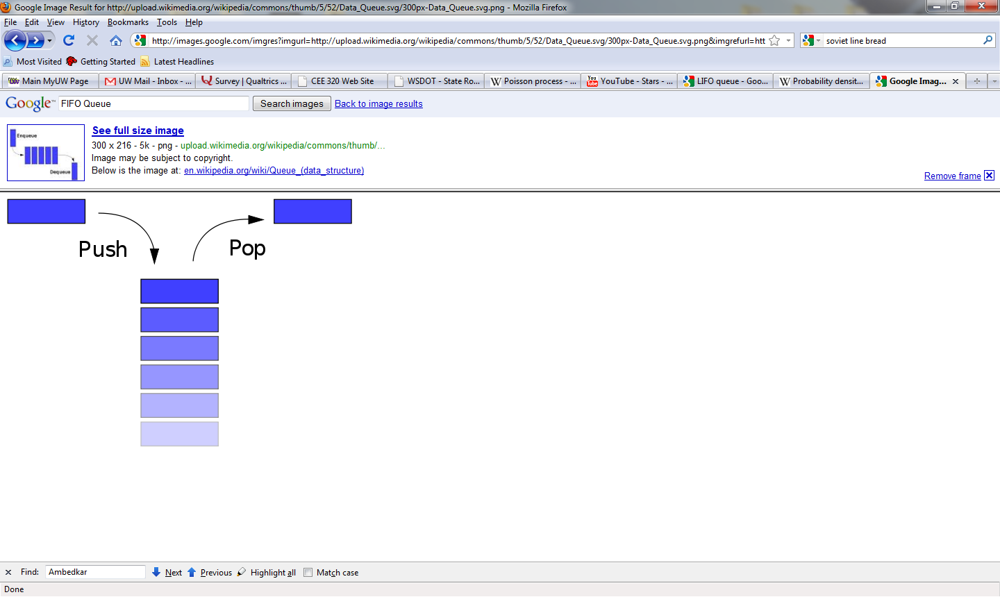 Google Image Result for http://upload.wikimedia.org/wikipedia/commons/thumb/5/52/Data_Queue.svg/300px-Data_Queue.svg.png - Mozilla Firefox
File Edit View History Bookmarks Tools Help
http://images.google.com/imgres?imgurl=http://upload.wikimedia.org/wikipedia/commons/thumb/5/52/Data_Queue.svg/300px-Data_Queue.svg.png&imgrefurl=htt soviet line bread
Most Visited Getting Started Latest Headlines
Main MyUW Page UW Mail - Inbox - ... Survey | Qualtrics ... CEE 320 Web Site WSDOT - State Ro... Poisson process - ... You Tube YouTube - Stars - ... LIFO queue - Goo... Probability densit... Google Imag...
Google™ FIFO Queue Search images Back to image results
Enqueue
Dequeue
See full size image
300 x 216 - 5k - png - upload.wikimedia.org/wikipedia/commons/thumb/...
Image may be subject to copyright.
Below is the image at: en.wikipedia.org/wiki/Queue_(data_structure)
Remove frame
Push
Pop
Find: Ambedkar Next Previous Highlight all Match case
Done